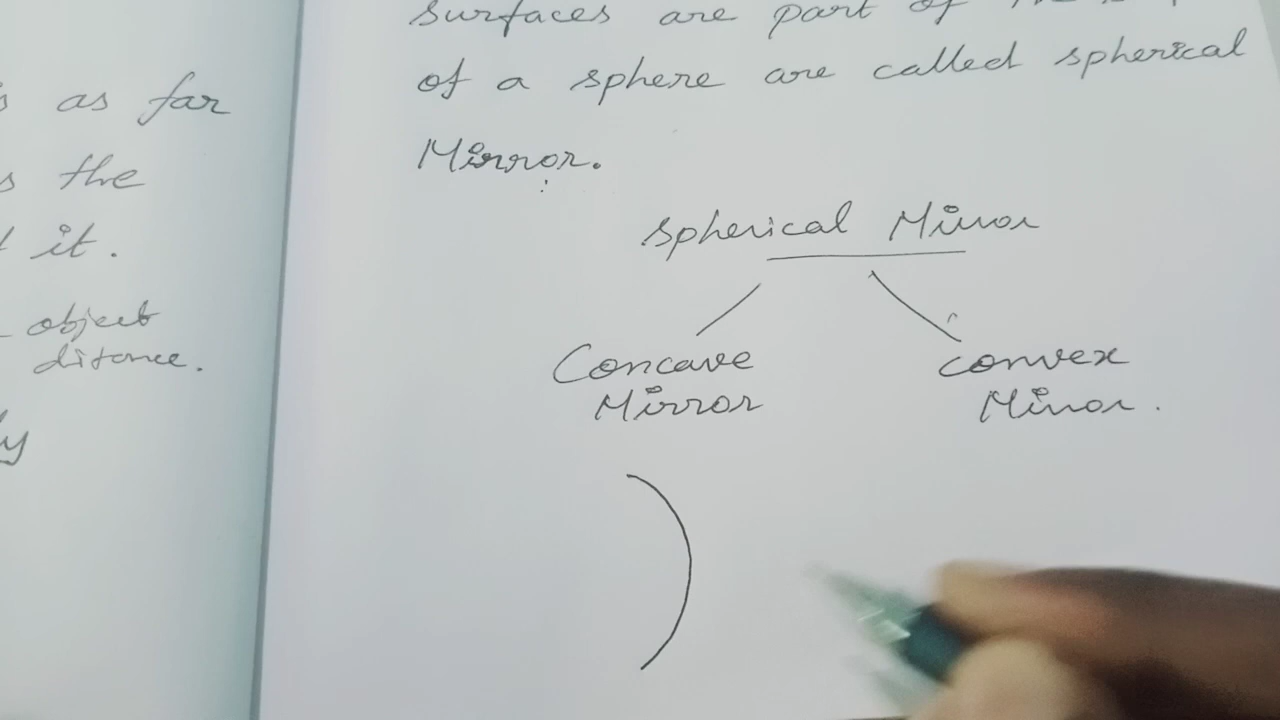 as far
the
it.
object
distance.
surfaces are part of
of a sphere are called spherical
Mirror.
spherical Mirror
Concave
Mirror
convex
Mirror.